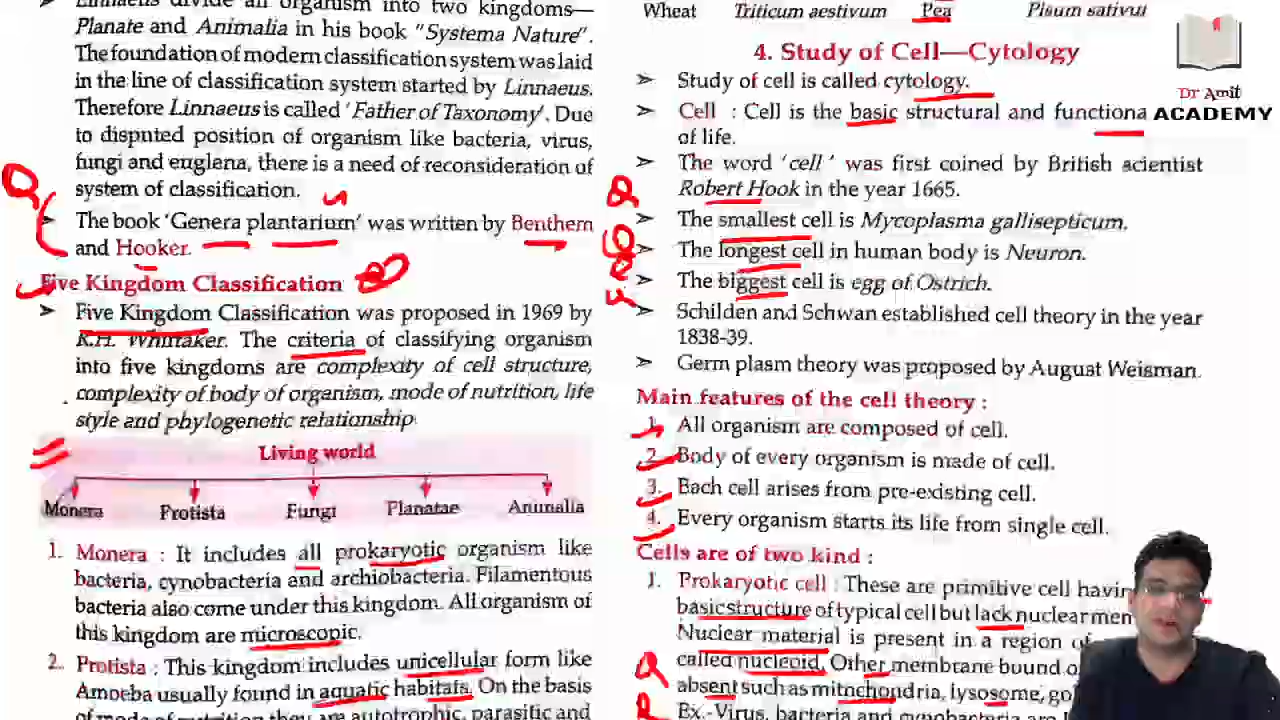 Linnaeus divide all organism into two kingdoms—
Planate and Animalia in his book "Systema Nature".
The foundation of modern classification system was laid
in the line of classification system started by Linnaeus.
Therefore Linnaeus is called 'Father of Taxonomy'. Due
to disputed position of organism like bacteria, virus,
fungi and euglena, there is a need of reconsideration of
system of classification.
➤ The book 'Genera plantarium' was written by Benthem
and Hooker.
Five Kingdom Classification
➤ Five Kingdom Classification was proposed in 1969 by
K.H. Whittaker. The criteria of classifying organism
into five kingdoms are complexity of cell structure,
complexity of body of organism, mode of nutrition, life
style and phylogenetic relationship
Living world
Monera Protista Fungi Planatae Animalia
1. Monera : It includes all prokaryotic organism like
bacteria, cynobacteria and archiobacteria. Filamentous
bacteria also come under this kingdom. All organism of
this kingdom are microscopic.
2. Protista : This kingdom includes unicellular form like
Amoeba usually found in aquatic habitats. On the basis
of mode of nutrition they are autotrophic, parasitic and
Wheat Triticum aestivum Pea Pisum sativu
4. Study of Cell—Cytology
➤ Study of cell is called cytology.
➤ Cell : Cell is the basic structural and functiona
of life.
➤ The word 'cell' was first coined by British scientist
Robert Hook in the year 1665.
➤ The smallest cell is Mycoplasma gallisepticum.
➤ The longest cell in human body is Neuron.
➤ The biggest cell is egg of Ostrich.
➤ Schilden and Schwan established cell theory in the year
1838-39.
➤ Germ plasm theory was proposed by August Weisman.
Main features of the cell theory :
1. All organism are composed of cell.
2. Body of every organism is made of cell.
3. Each cell arises from pre-existing cell.
4. Every organism starts its life from single cell.
Cells are of two kind :
1. Prokaryotic cell : These are primitive cell havin
basic structure of typical cell but lack nuclear mem
Nuclear material is present in a region of
called nucleoid. Other membrane bound o
absent such as mitochondria, lysosome, go
Ex.-Virus, bacteria and cynobacteria are
Dr Amit
ACADEMY